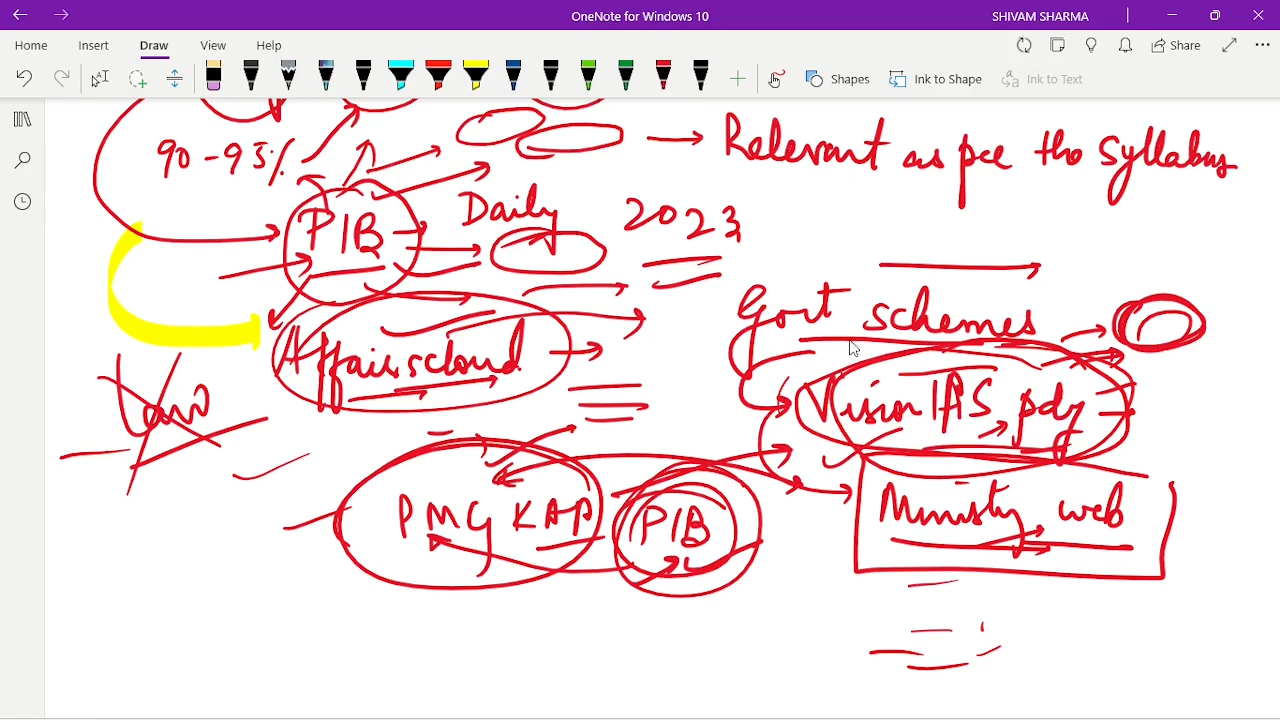 OneNote for Windows 10
SHIVAM SHARMA
Home Insert Draw View Help
Share
Shapes Ink to Shape Ink to Text
90-95%
Relevant as per the syllabus
PIB Daily 2023
Affairscloud
Govt schemes
Vision IAS pdf
PMGKAP PIB
Ministry web